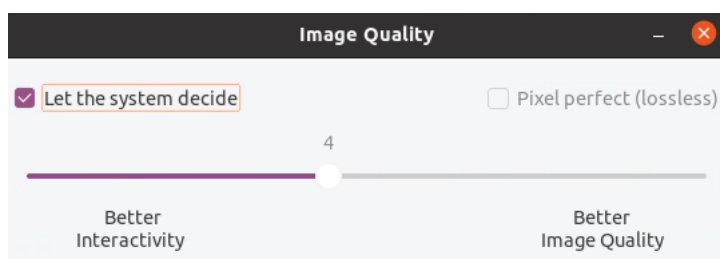 Image Quality
Let the system decide
Pixel perfect (lossless)
4
Better
Interactivity
Better
Image Quality